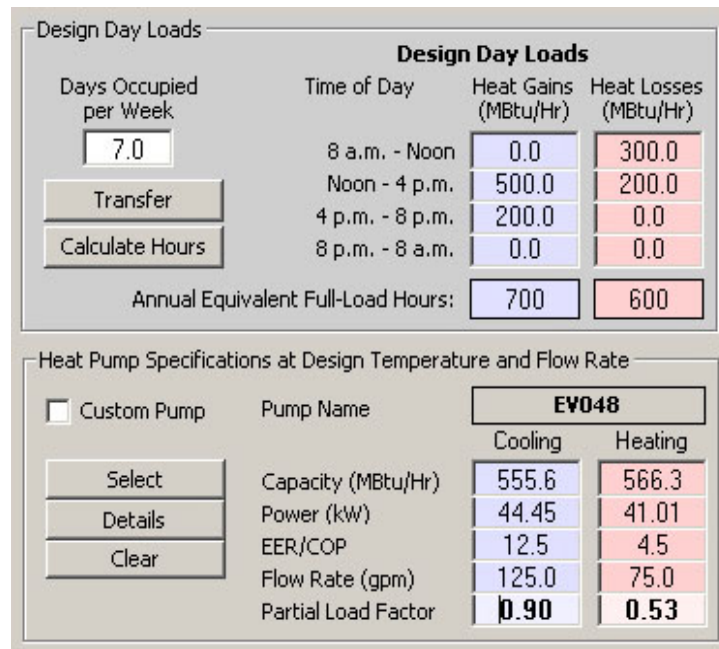 Design Day Loads
Design Day Loads
Days Occupied per Week
Time of Day
Heat Gains (MBtu/Hr)
Heat Losses (MBtu/Hr)
7.0
8 a.m. - Noon 0.0 300.0
Transfer
Noon - 4 p.m. 500.0 200.0
4 p.m. - 8 p.m. 200.0 0.0
Calculate Hours
8 p.m. - 8 a.m. 0.0 0.0
Annual Equivalent Full-Load Hours: 700 600
Heat Pump Specifications at Design Temperature and Flow Rate
Custom Pump
Pump Name EV048
Cooling Heating
Select
Capacity (MBtu/Hr) 555.6 566.3
Details
Power (kW) 44.45 41.01
Clear
EER/COP 12.5 4.5
Flow Rate (gpm) 125.0 75.0
Partial Load Factor 0.90 0.53